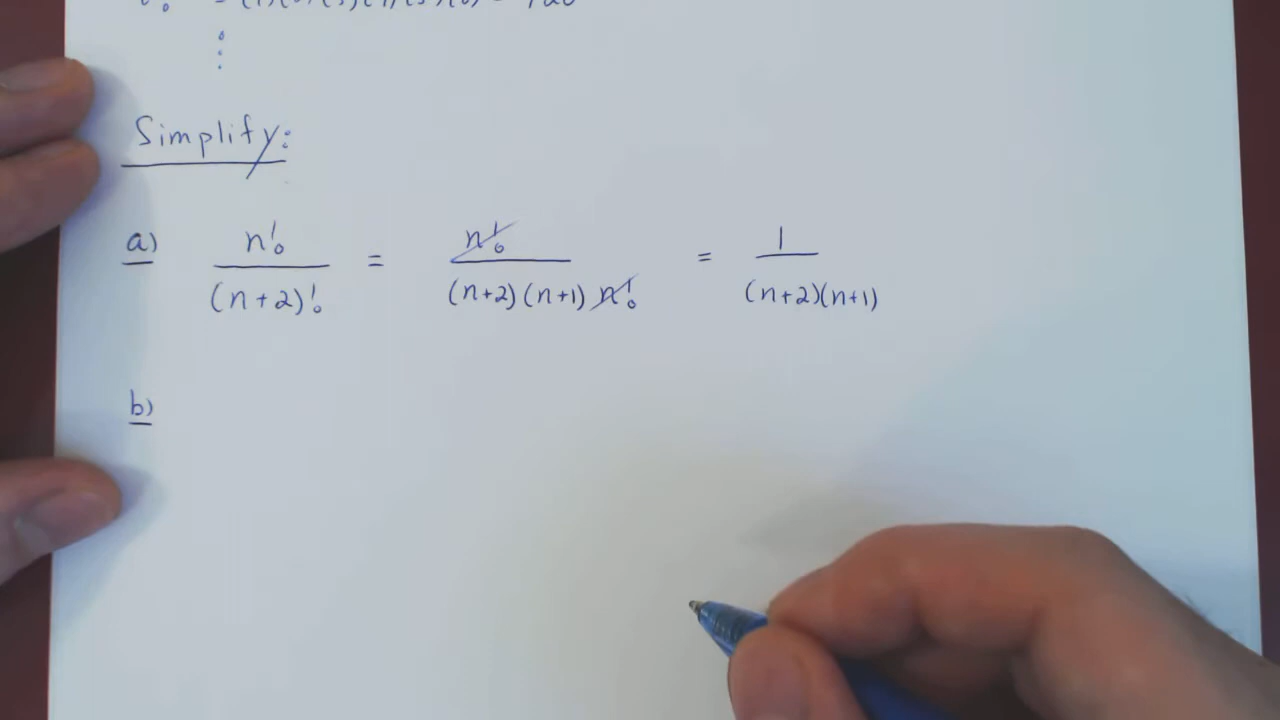 Simplify:
a) n! / (n+2)! = n! / (n+2)(n+1) n! = 1 / (n+2)(n+1)
b)